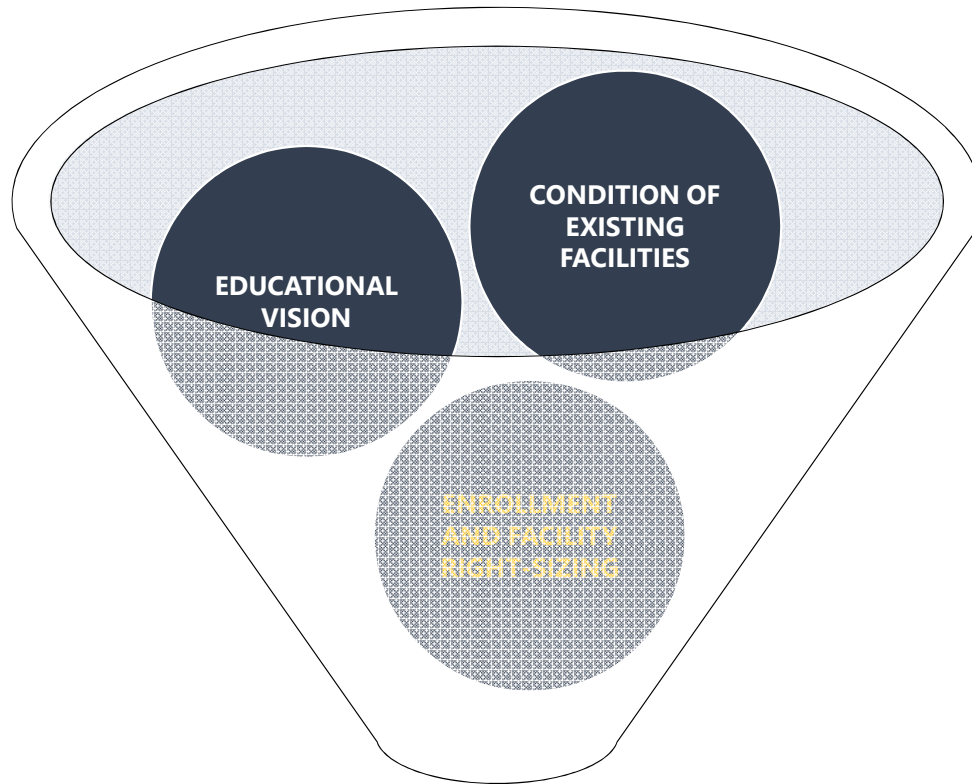 CONDITION OF
EXISTING
FACILITIES
EDUCATIONAL
VISION
ENROLLMENT
AND FACILITY
RIGHT-SIZING